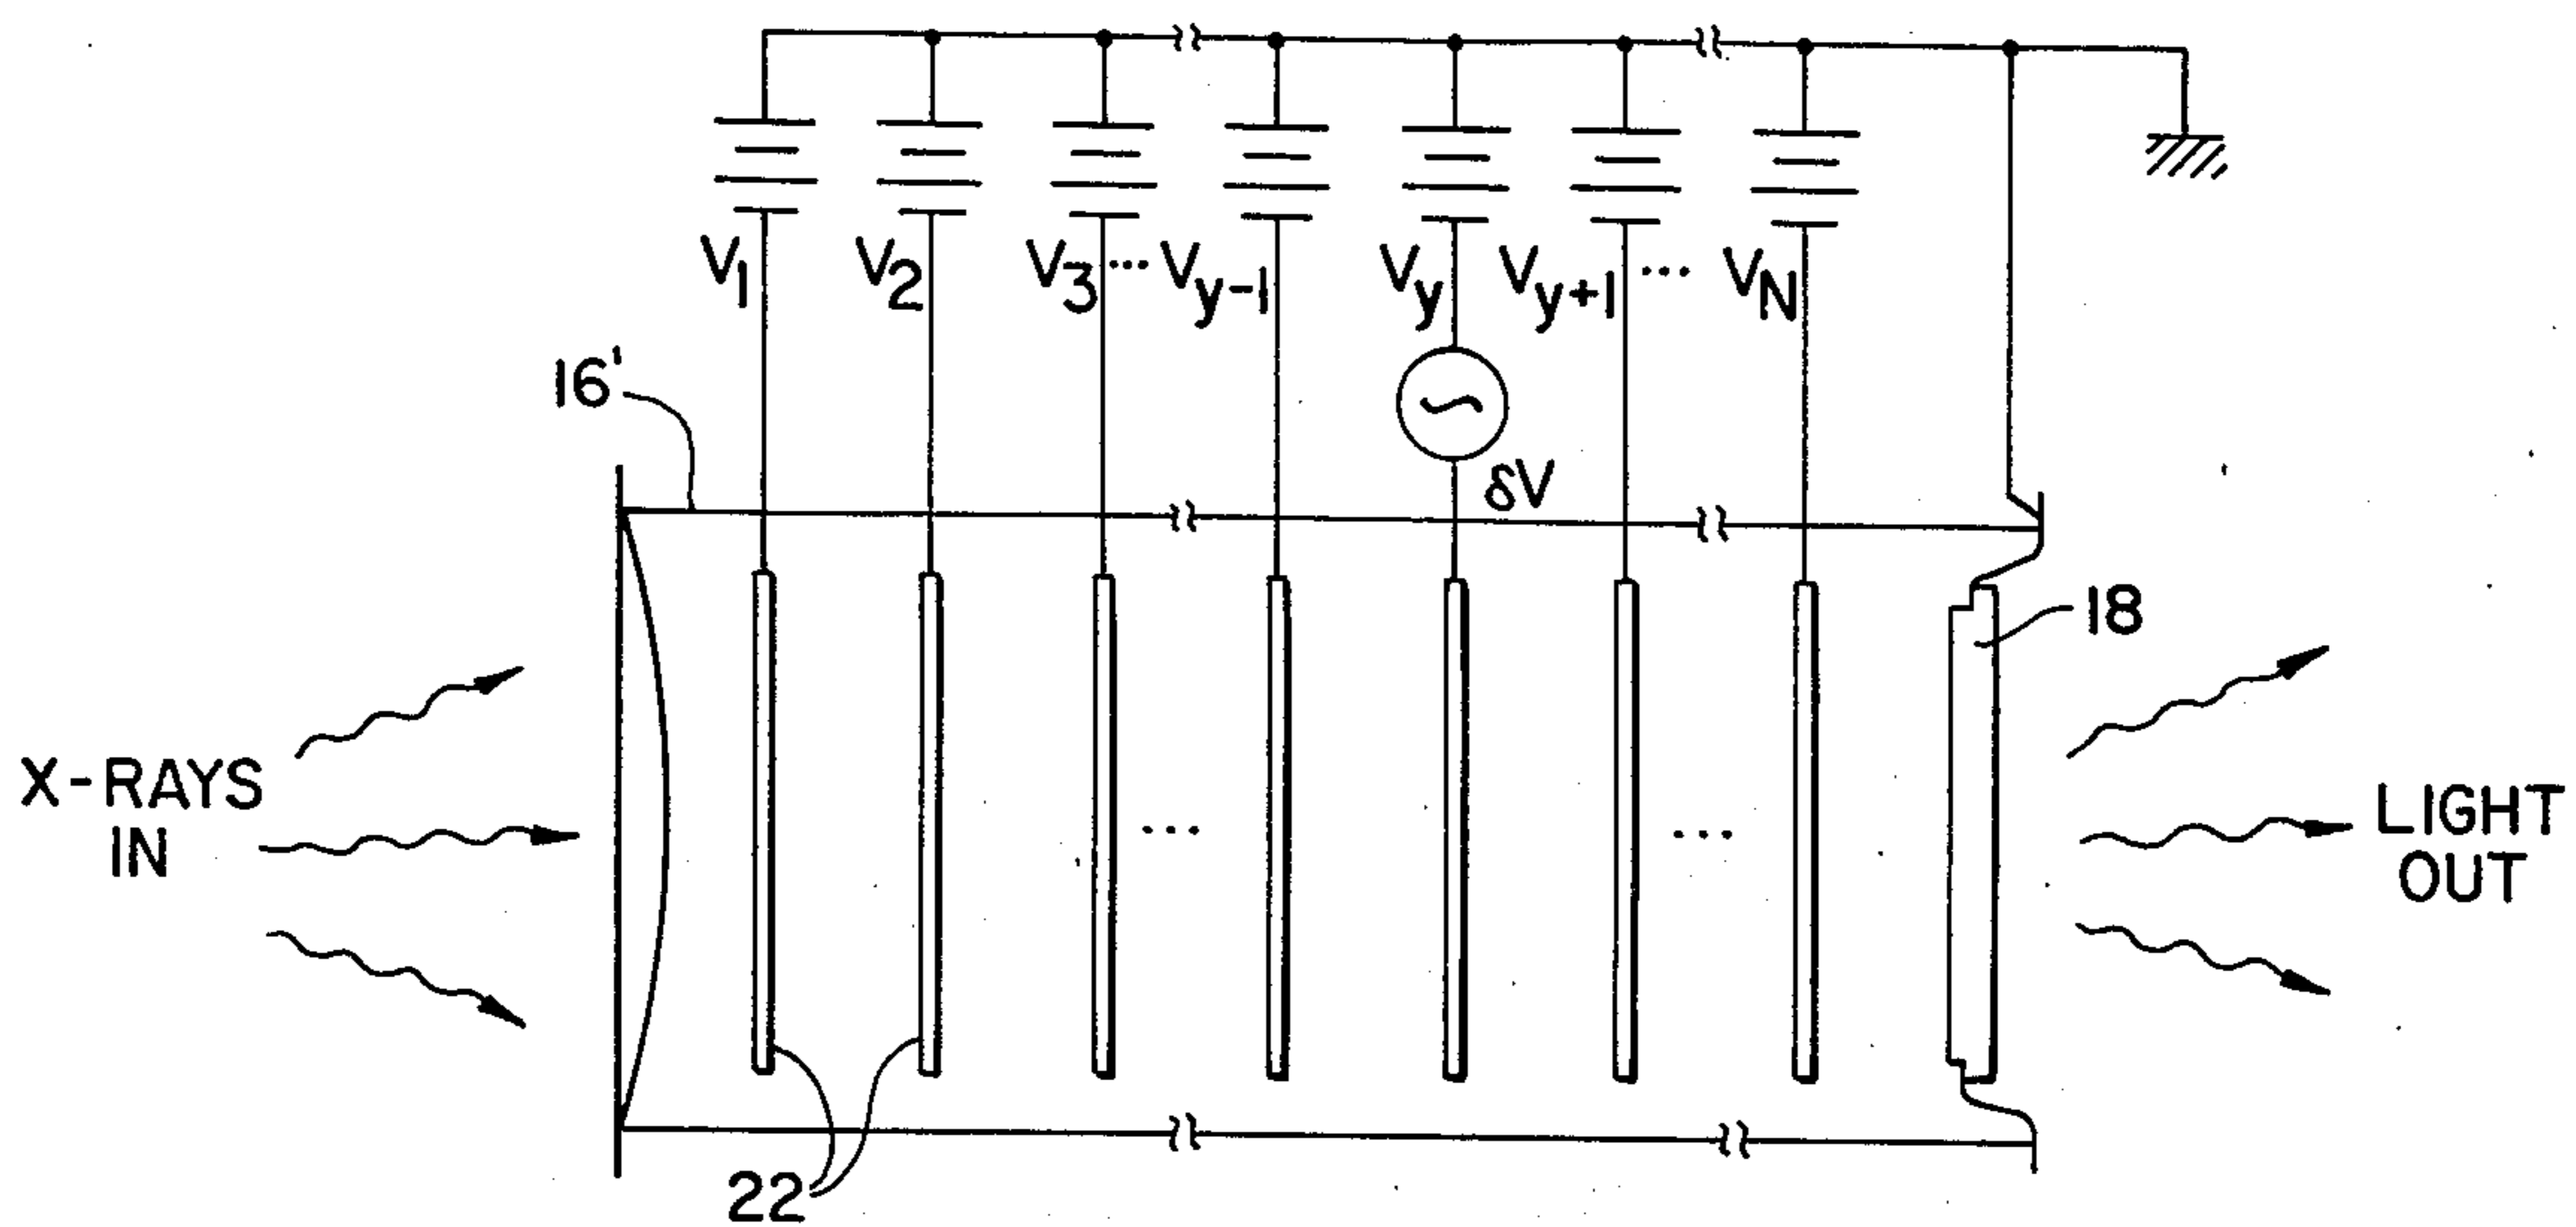 V1 V2 V3 ... Vy-1 Vy Vy+1 ... VN
16'
δV
18
X-RAYS
IN
...
...
LIGHT
OUT
22